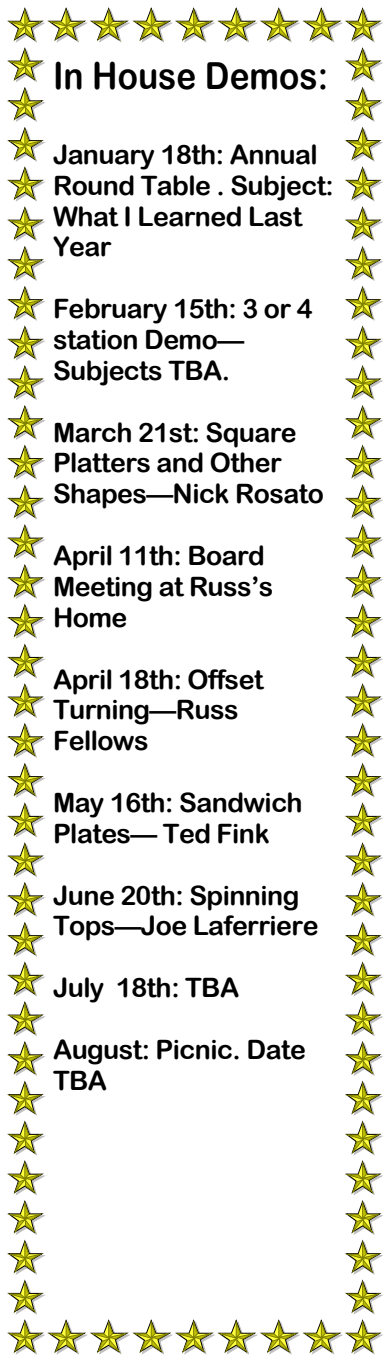 In House Demos:
January 18th: Annual
Round Table . Subject:
What I Learned Last
Year
February 15th: 3 or 4
station Demo—
Subjects TBA.
March 21st: Square
Platters and Other
Shapes—Nick Rosato
April 11th: Board
Meeting at Russ’s
Home
April 18th: Offset
Turning—Russ
Fellows
May 16th: Sandwich
Plates— Ted Fink
June 20th: Spinning
Tops—Joe Laferriere
July  18th: TBA
August: Picnic. Date
TBA